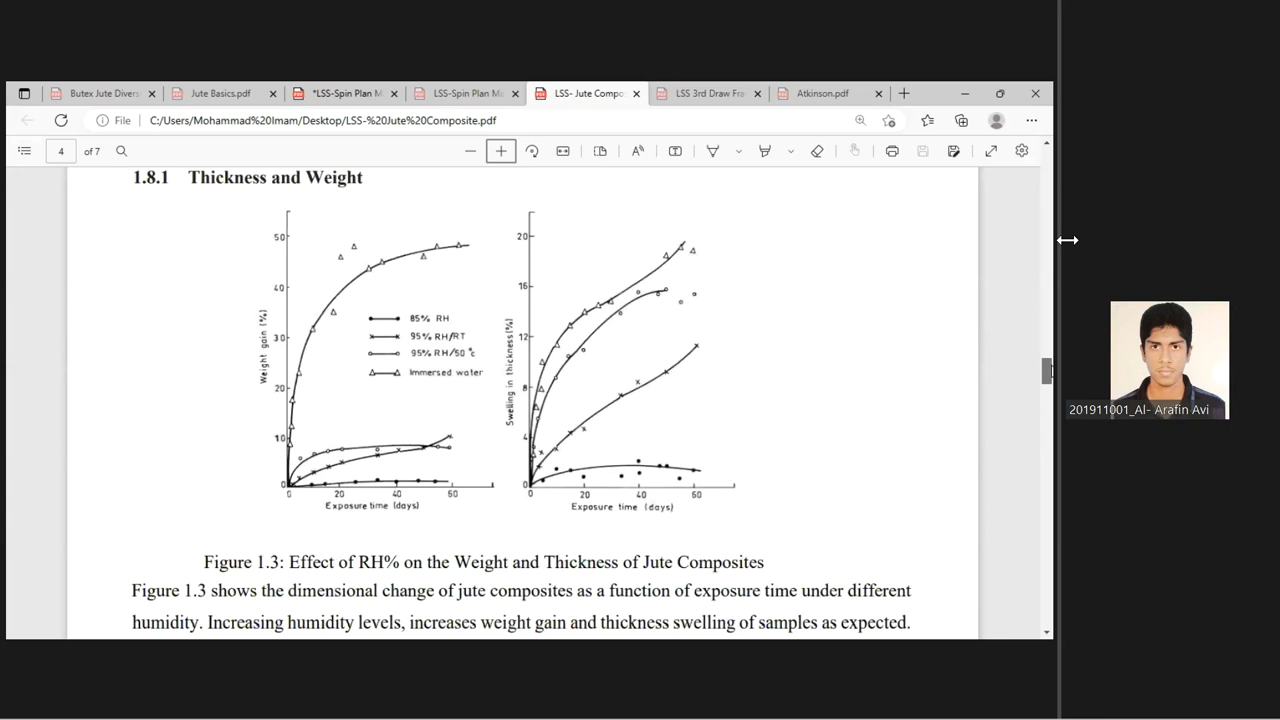 Butex Jute Divers
Jute Basics.pdf
*LSS-Spin Plan M
LSS-Spin Plan Ma
LSS- Jute Compo
LSS 3rd Draw Fra
Atkinson.pdf
File
C:/Users/Mohammad%20Imam/Desktop/LSS-%20Jute%20Composite.pdf
4 of 7
1.8.1 Thickness and Weight
50
40
30
20
10
0
Weight gain (%)
85% RH
95% RH/RT
95% RH/50 °c
Immersed water
0 20 40 60
Exposure time (days)
20
16
12
8
4
0
Swelling in thickness(%)
0 20 40 60
Exposure time (days)
Figure 1.3: Effect of RH% on the Weight and Thickness of Jute Composites
Figure 1.3 shows the dimensional change of jute composites as a function of exposure time under different
humidity. Increasing humidity levels, increases weight gain and thickness swelling of samples as expected.
201911001_Al- Arafin Avi